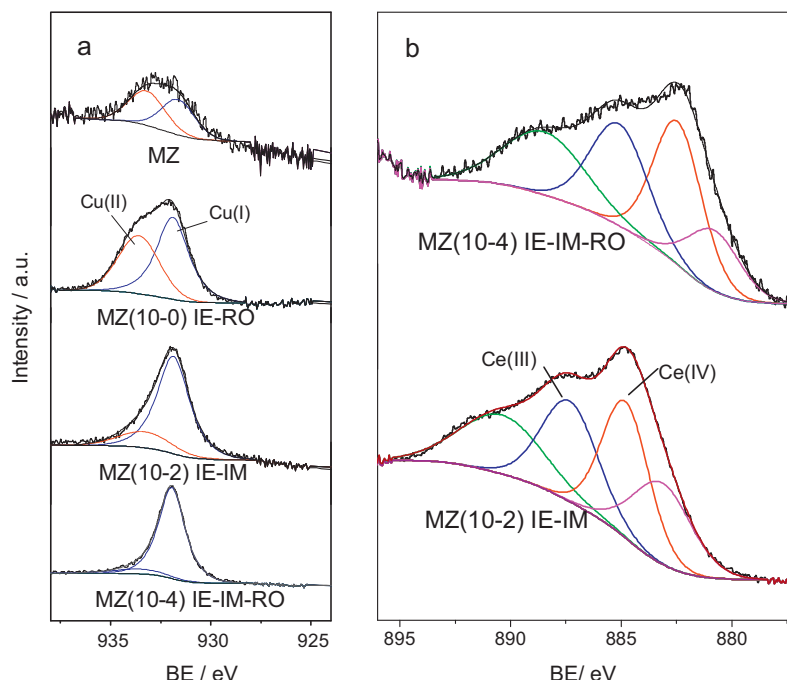 a
MZ
Cu(II)
Cu(I)
MZ(10-0) IE-RO
MZ(10-2) IE-IM
MZ(10-4) IE-IM-RO
Intensity / a.u.
935 930 925
BE / eV
b
MZ(10-4) IE-IM-RO
Ce(III)
Ce(IV)
MZ(10-2) IE-IM
895 890 885 880
BE/ eV